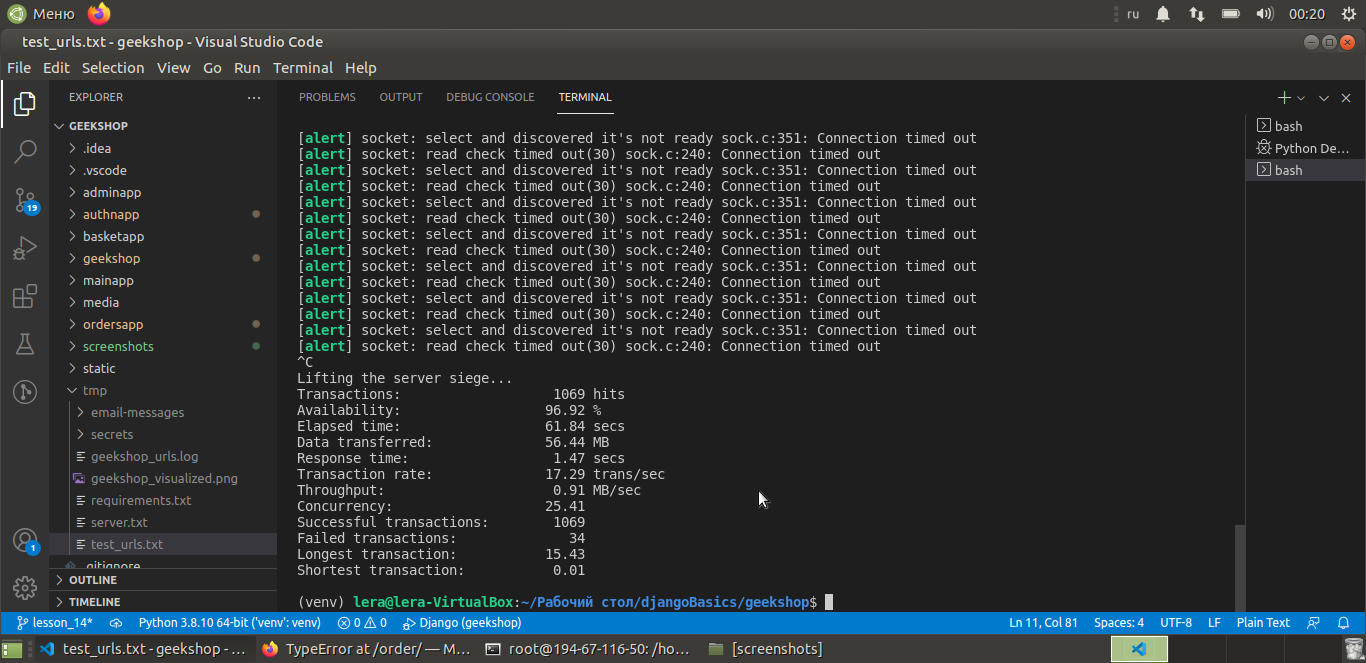 Меню
ru
00:20
test_urls.txt - geekshop - Visual Studio Code
File Edit Selection View Go Run Terminal Help
EXPLORER
PROBLEMS OUTPUT DEBUG CONSOLE TERMINAL
GEEKSHOP
.idea
.vscode
adminapp
authnapp
basketapp
geekshop
mainapp
media
ordersapp
screenshots
static
tmp
email-messages
secrets
geekshop_urls.log
geekshop_visualized.png
requirements.txt
server.txt
test_urls.txt
.gitignore
OUTLINE
TIMELINE
19
1
[alert] socket: select and discovered it's not ready sock.c:351: Connection timed out
[alert] socket: read check timed out(30) sock.c:240: Connection timed out
[alert] socket: select and discovered it's not ready sock.c:351: Connection timed out
[alert] socket: read check timed out(30) sock.c:240: Connection timed out
[alert] socket: select and discovered it's not ready sock.c:351: Connection timed out
[alert] socket: read check timed out(30) sock.c:240: Connection timed out
[alert] socket: select and discovered it's not ready sock.c:351: Connection timed out
[alert] socket: read check timed out(30) sock.c:240: Connection timed out
[alert] socket: select and discovered it's not ready sock.c:351: Connection timed out
[alert] socket: read check timed out(30) sock.c:240: Connection timed out
[alert] socket: select and discovered it's not ready sock.c:351: Connection timed out
[alert] socket: read check timed out(30) sock.c:240: Connection timed out
[alert] socket: select and discovered it's not ready sock.c:351: Connection timed out
[alert] socket: read check timed out(30) sock.c:240: Connection timed out
^C
Lifting the server siege...
Transactions: 1069 hits
Availability: 96.92 %
Elapsed time: 61.84 secs
Data transferred: 56.44 MB
Response time: 1.47 secs
Transaction rate: 17.29 trans/sec
Throughput: 0.91 MB/sec
Concurrency: 25.41
Successful transactions: 1069
Failed transactions: 34
Longest transaction: 15.43
Shortest transaction: 0.01
(venv) lera@lera-VirtualBox:~/Рабочий стол/djangoBasics/geekshop$
bash
Python De...
bash
lesson_14* Python 3.8.10 64-bit ('venv': venv) 0 0 Django (geekshop) Ln 11, Col 81 Spaces: 4 UTF-8 LF Plain Text
test_urls.txt - geekshop - ... TypeError at /order/ — M... root@194-67-116-50: /ho... [screenshots]